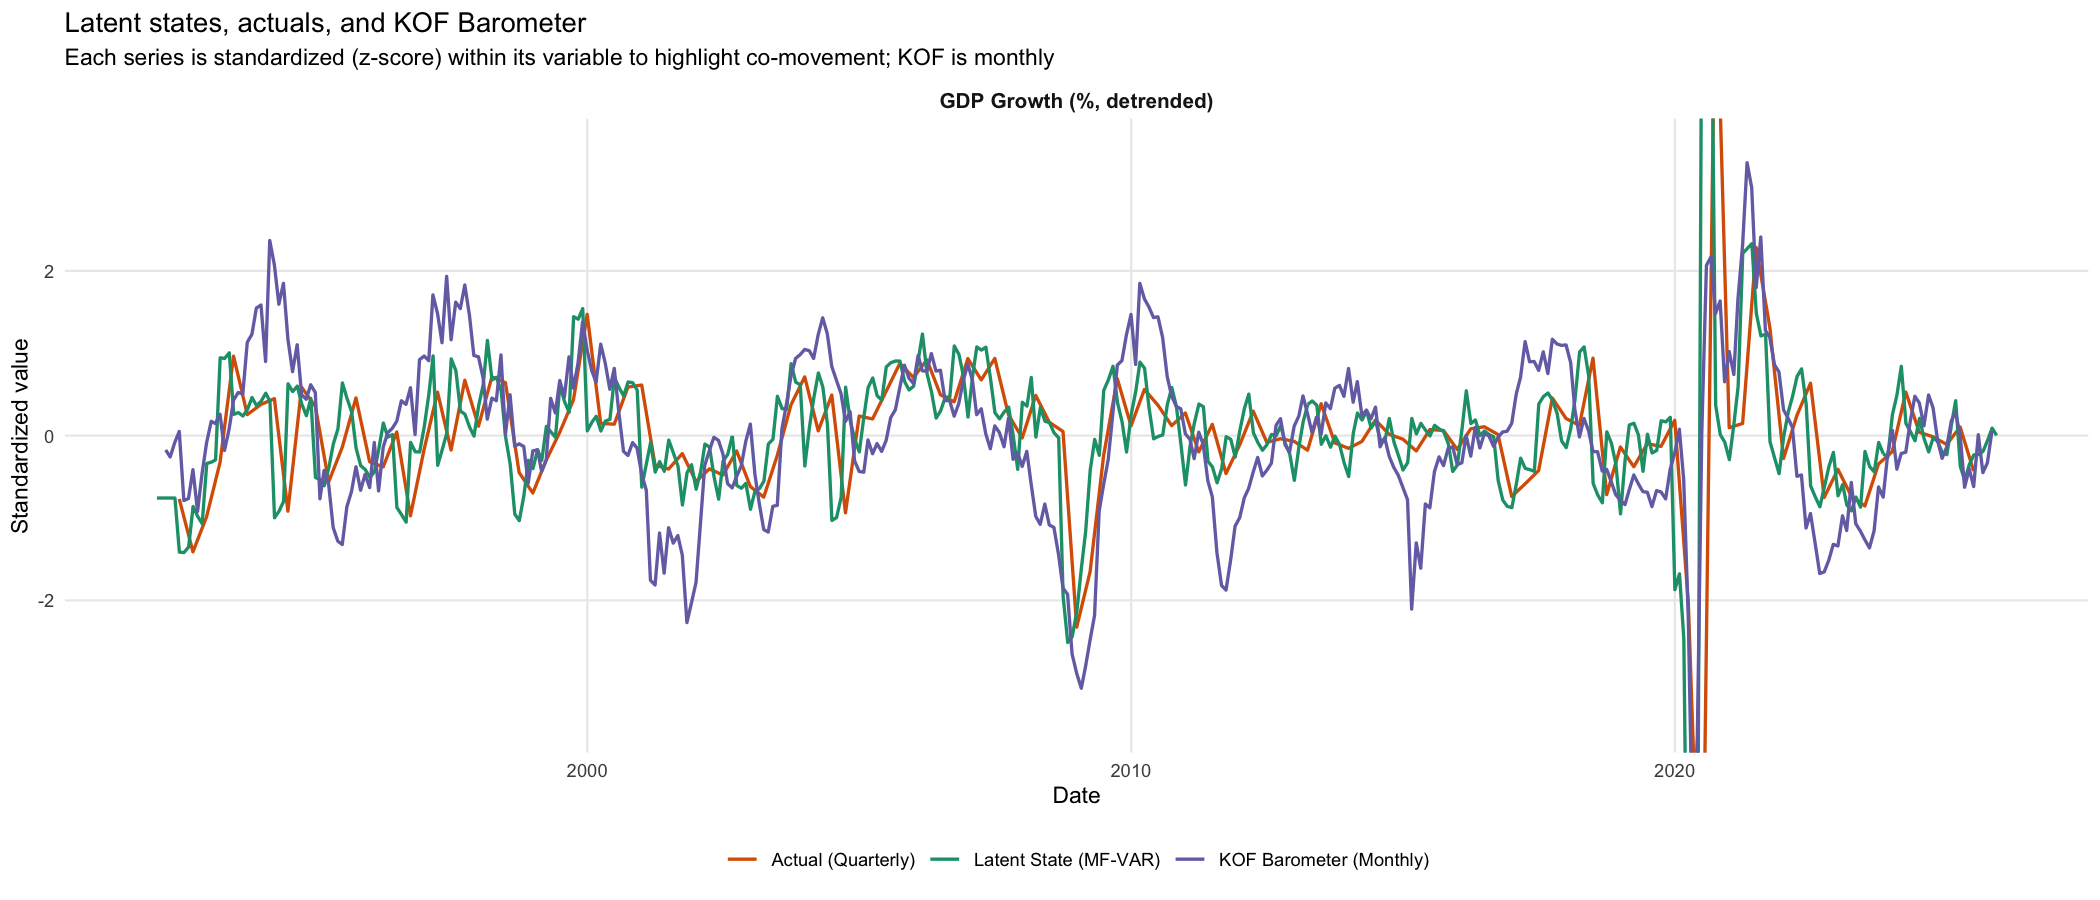 Latent states, actuals, and KOF Barometer
Each series is standardized (z-score) within its variable to highlight co-movement; KOF is monthly
GDP Growth (%, detrended)
Standardized value
2
0
-2
2000
2010
2020
Date
Actual (Quarterly)
Latent State (MF-VAR)
KOF Barometer (Monthly)